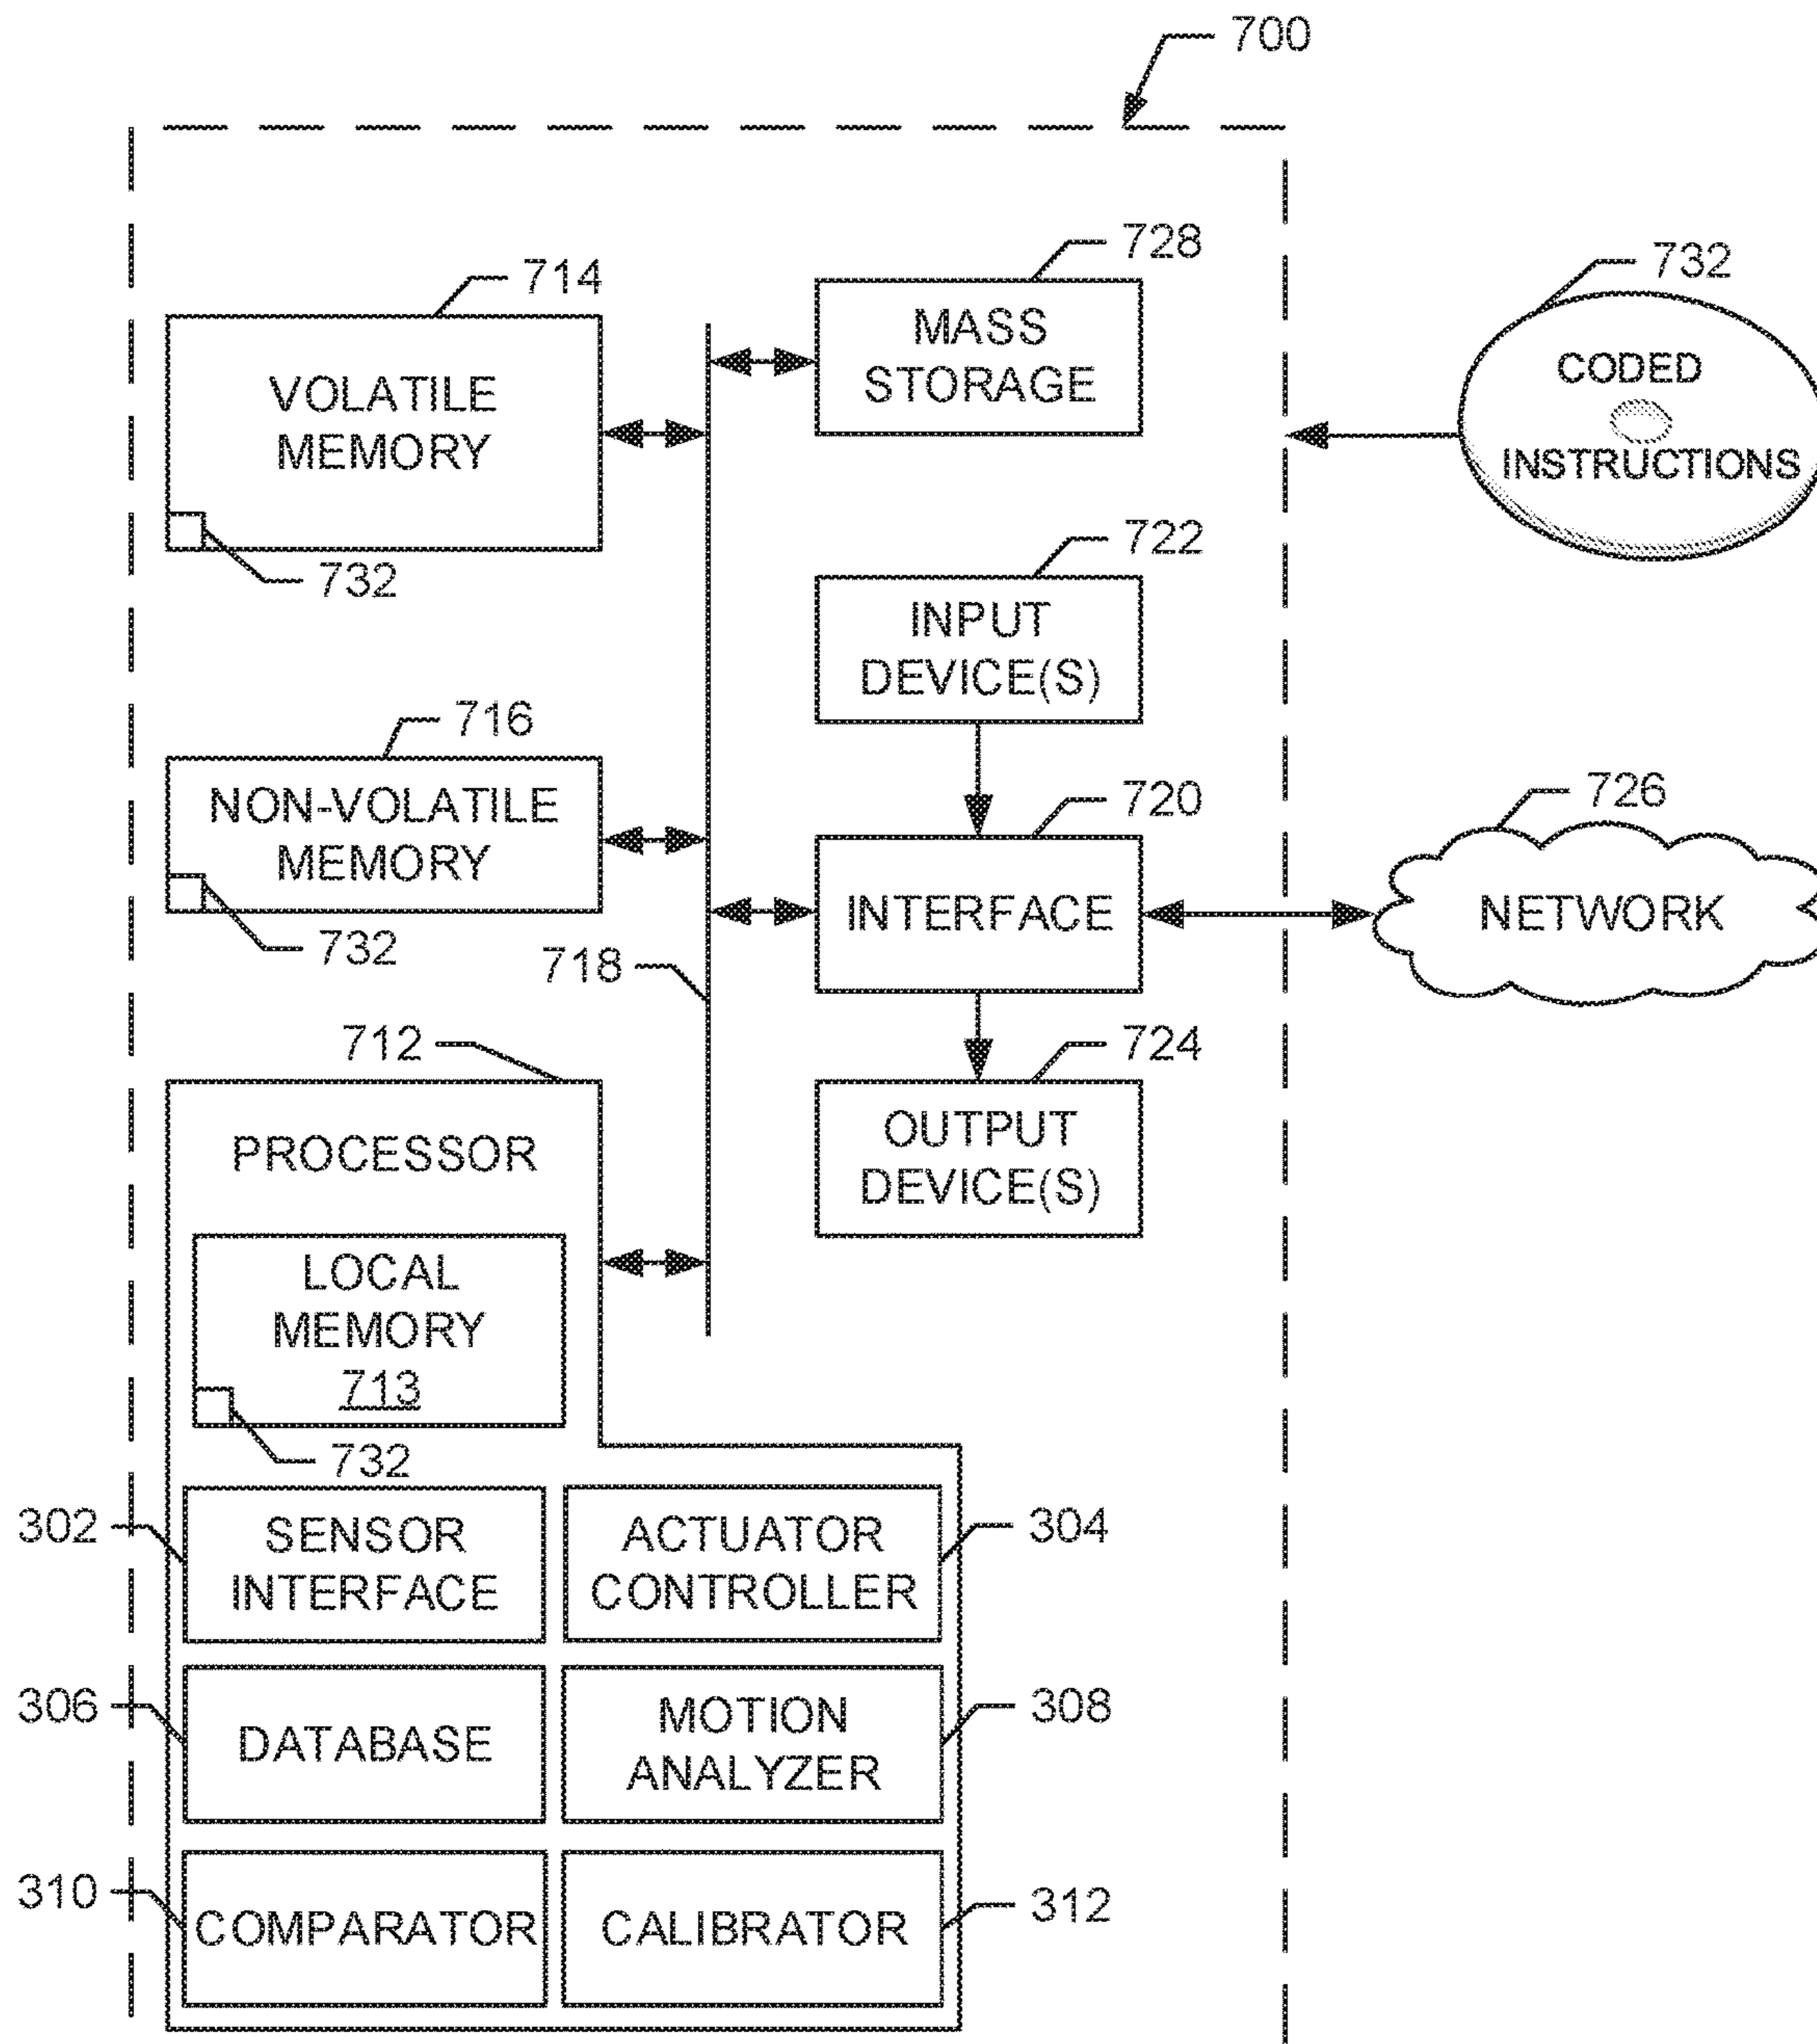 700
714
VOLATILE
MEMORY
732
728
MASS
STORAGE
732
CODED
INSTRUCTIONS
722
INPUT
DEVICE(S)
716
NON-VOLATILE
MEMORY
732
720
INTERFACE
726
NETWORK
718
712
PROCESSOR
724
OUTPUT
DEVICE(S)
LOCAL
MEMORY
713
732
302
SENSOR
INTERFACE
ACTUATOR
CONTROLLER
304
306
DATABASE
MOTION
ANALYZER
308
310
COMPARATOR
CALIBRATOR
312